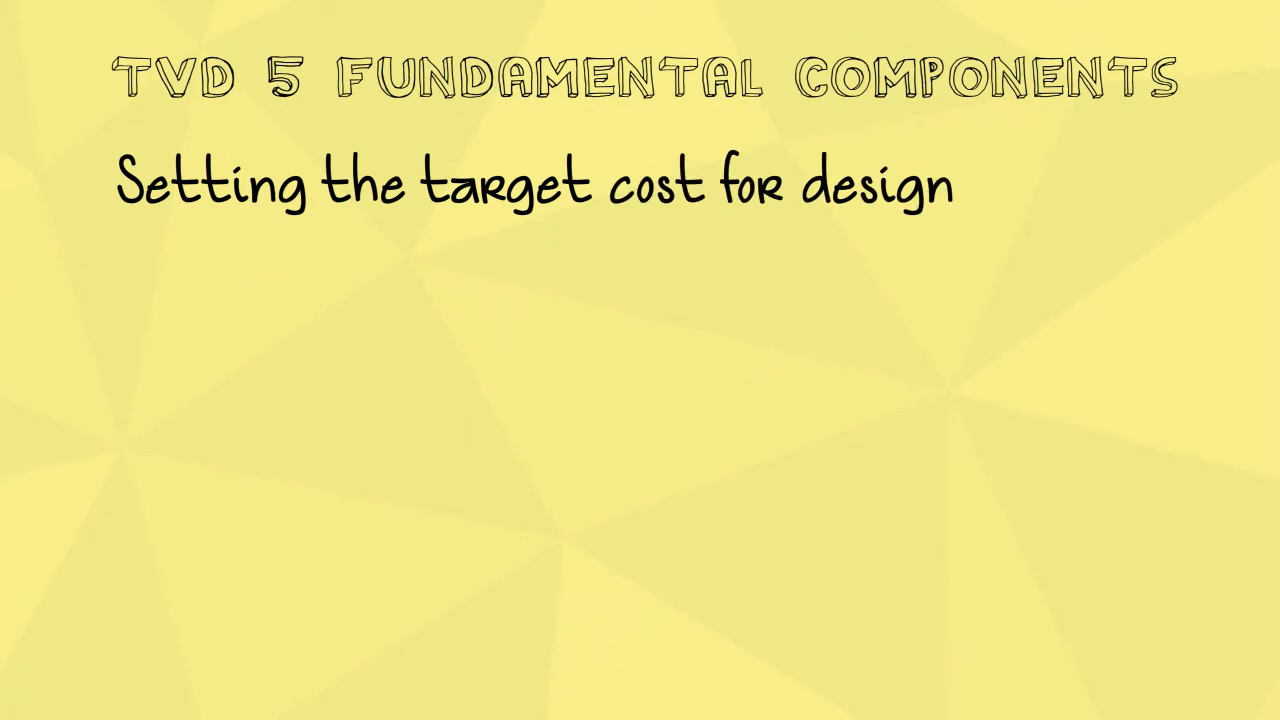 TVD 5 FUNDAMENTAL COMPONENTS
Setting the target cost for design